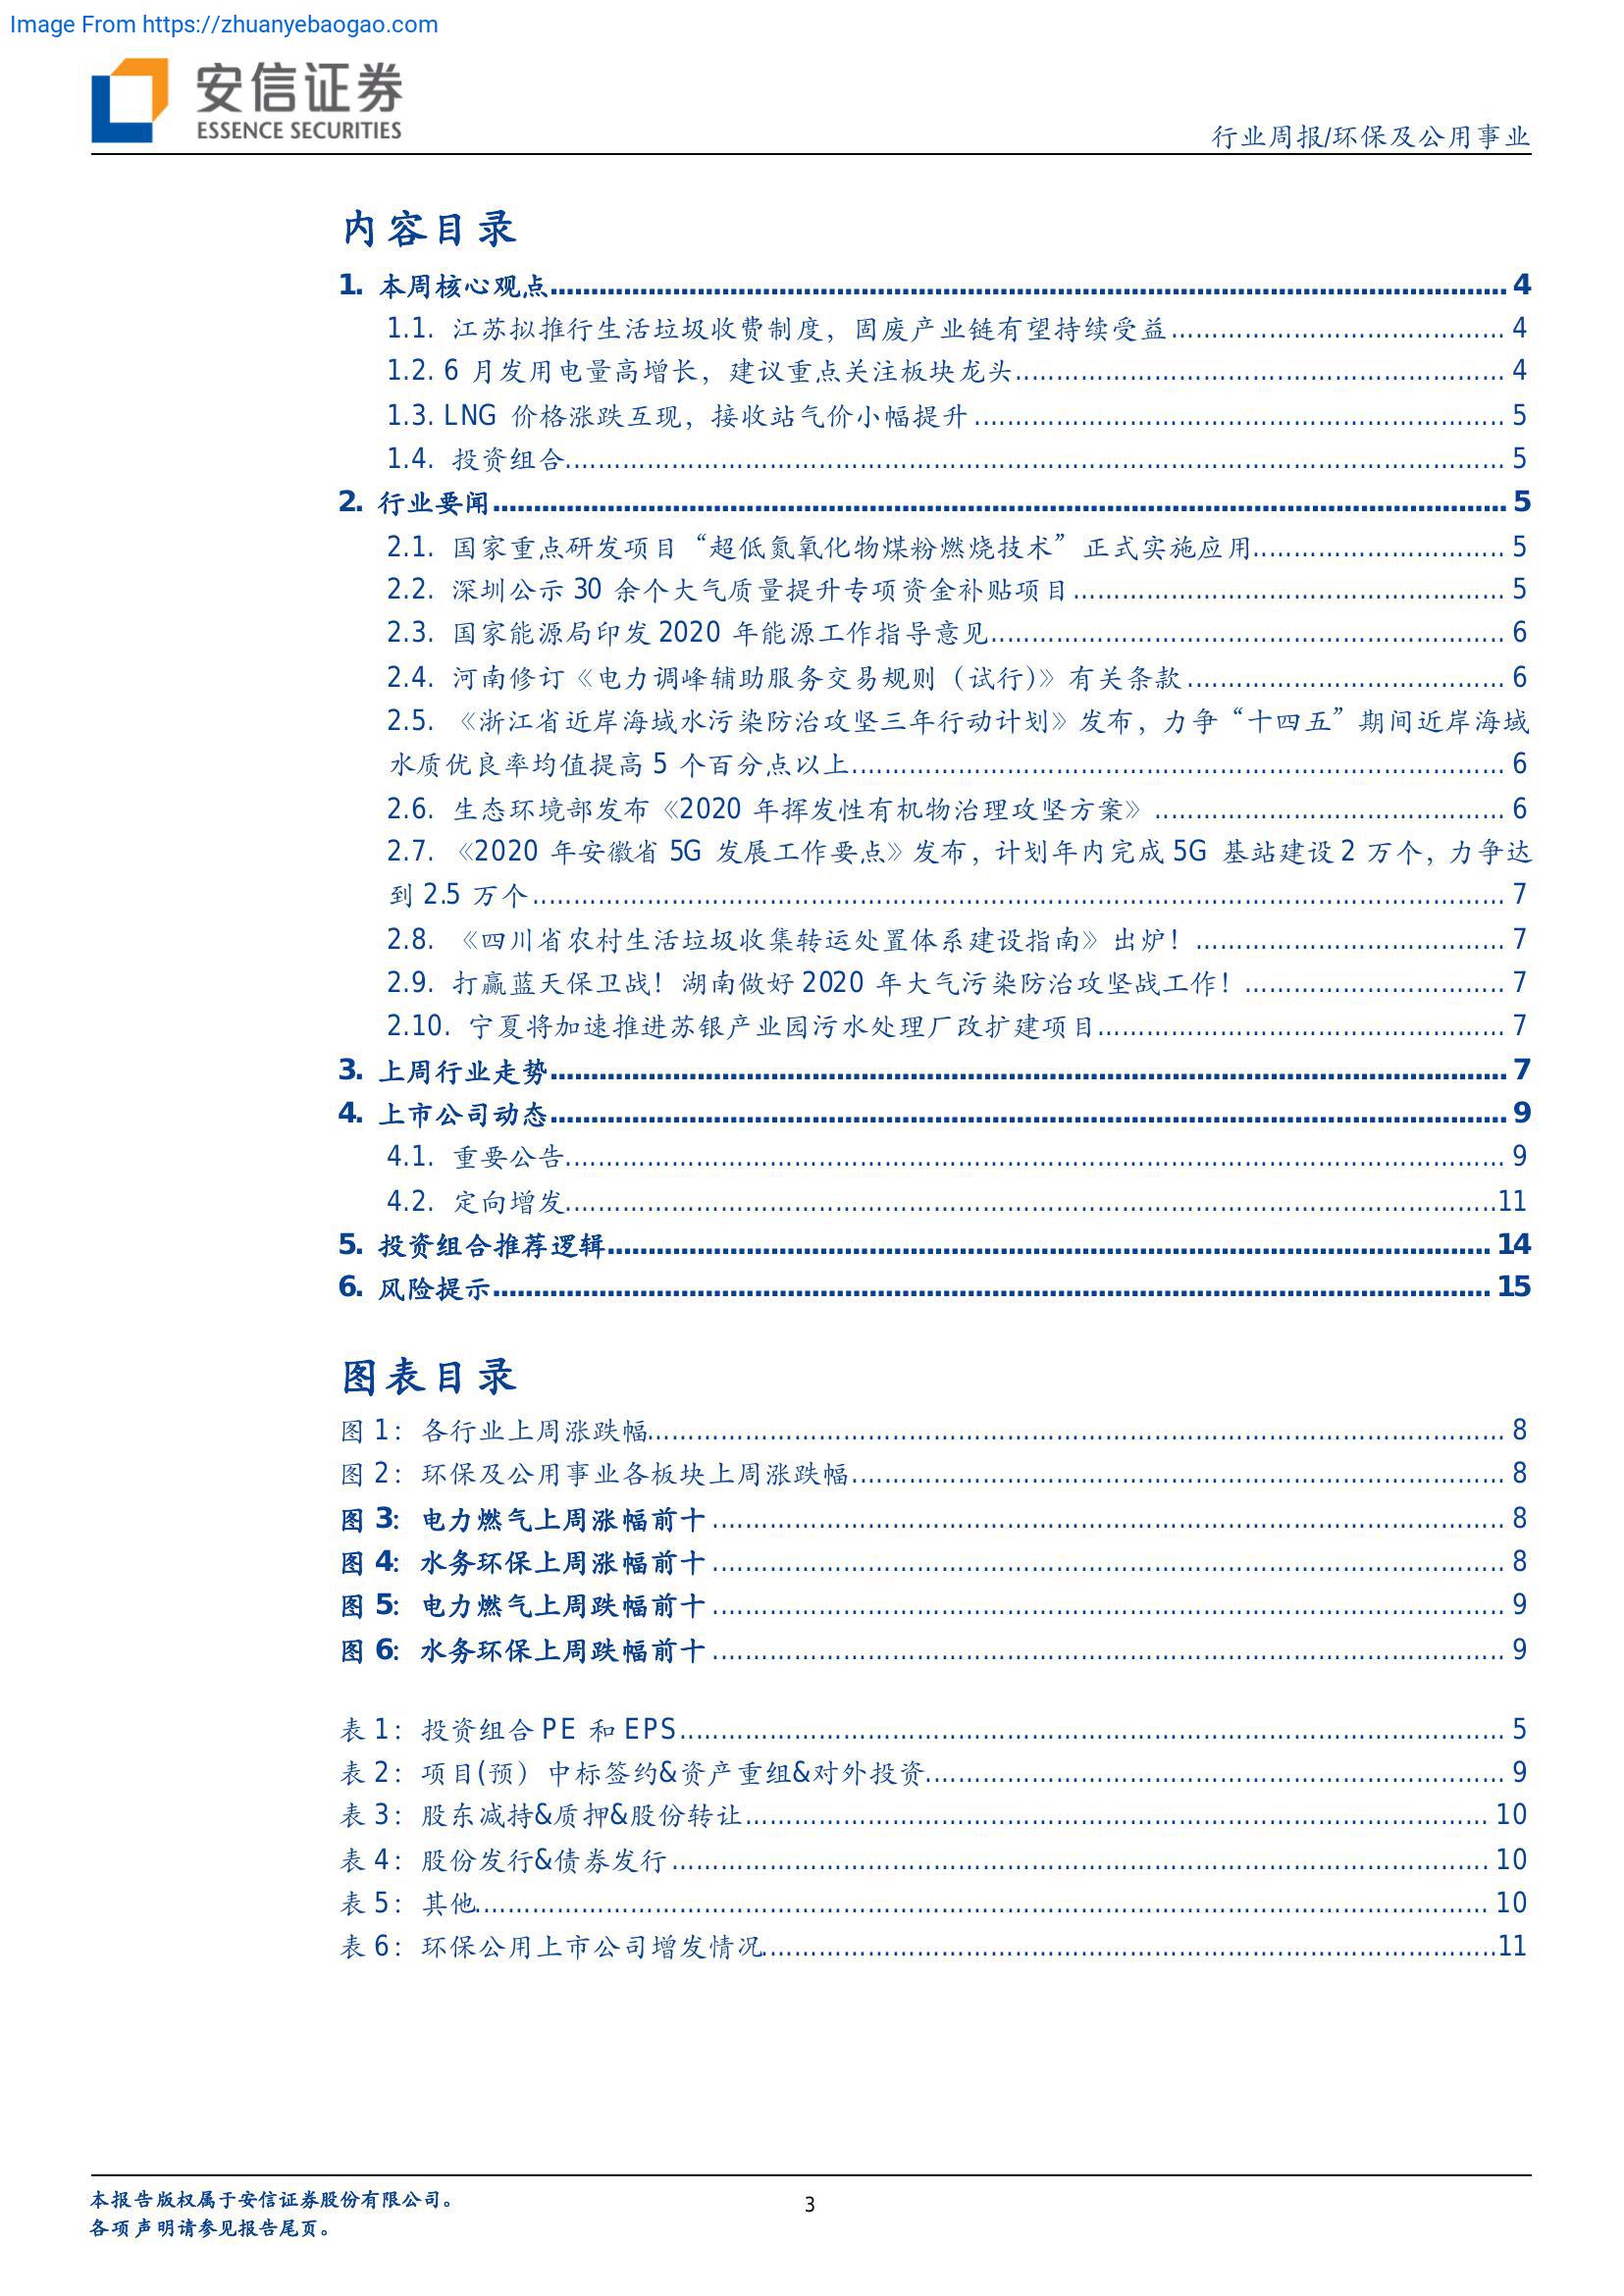 Image From https://zhuanyebaogao.com
安信证券
ESSENCE SECURITIES
行业周报/环保及公用事业
内容目录
1. 本周核心观点 4
1.1. 江苏拟推行生活垃圾收费制度，固废产业链有望持续受益 4
1.2. 6 月发用电量高增长，建议重点关注板块龙头 4
1.3. LNG 价格涨跌互现，接收站气价小幅提升 5
1.4. 投资组合 5
2. 行业要闻 5
2.1. 国家重点研发项目“超低氮氧化物煤粉燃烧技术”正式实施应用 5
2.2. 深圳公示 30 余个大气质量提升专项资金补贴项目 5
2.3. 国家能源局印发 2020 年能源工作指导意见 6
2.4. 河南修订《电力调峰辅助服务交易规则（试行)》有关条款 6
2.5. 《浙江省近岸海域水污染防治攻坚三年行动计划》发布，力争“十四五”期间近岸海域
水质优良率均值提高 5 个百分点以上 6
2.6. 生态环境部发布《2020 年挥发性有机物治理攻坚方案》 6
2.7. 《2020 年安徽省 5G 发展工作要点》发布，计划年内完成 5G 基站建设 2 万个，力争达
到 2.5 万个 7
2.8. 《四川省农村生活垃圾收集转运处置体系建设指南》出炉！ 7
2.9. 打赢蓝天保卫战！湖南做好 2020 年大气污染防治攻坚战工作！ 7
2.10. 宁夏将加速推进苏银产业园污水处理厂改扩建项目 7
3. 上周行业走势 7
4. 上市公司动态 9
4.1. 重要公告 9
4.2. 定向增发 11
5. 投资组合推荐逻辑 14
6. 风险提示 15
图表目录
图 1：各行业上周涨跌幅 8
图 2：环保及公用事业各板块上周涨跌幅 8
图 3：电力燃气上周涨幅前十 8
图 4：水务环保上周涨幅前十 8
图 5：电力燃气上周跌幅前十 9
图 6：水务环保上周跌幅前十 9
表 1：投资组合 PE 和 EPS 5
表 2：项目(预）中标签约&资产重组&对外投资 9
表 3：股东减持&质押&股份转让 10
表 4：股份发行&债券发行 10
表 5：其他 10
表 6：环保公用上市公司增发情况 11
本报告版权属于安信证券股份有限公司。
3
各项声明请参见报告尾页。